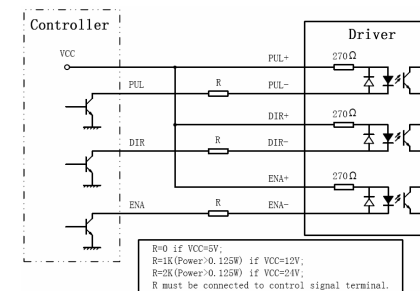 Controller
Driver
VCC
PUL+
270Ω
PUL
R
PUL-
DIR+
270Ω
DIR
R
DIR-
ENA+
270Ω
ENA
R
ENA-
R=0 if VCC=5V;
R=1K(Power>0.125W) if VCC=12V;
R=2K(Power>0.125W) if VCC=24V;
R must be connected to control signal terminal.